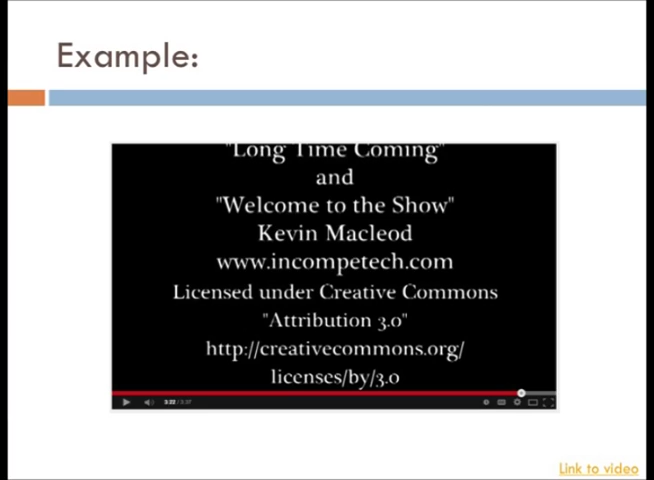 Example:
"Long Time Coming"
and
"Welcome to the Show"
Kevin Macleod
www.incompetech.com
Licensed under Creative Commons
"Attribution 3.0"
http://creativecommons.org/
licenses/by/3.0
3:22 / 3:37
Link to video